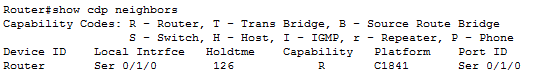 Router#show cdp neighbors
Capability Codes: R - Router, T - Trans Bridge, B - Source Route Bridge
S - Switch, H - Host, I - IGMP, r - Repeater, P - Phone
Device ID Local Intrfce Holdtme Capability Platform Port ID
Router Ser 0/1/0 126 R C1841 Ser 0/1/0